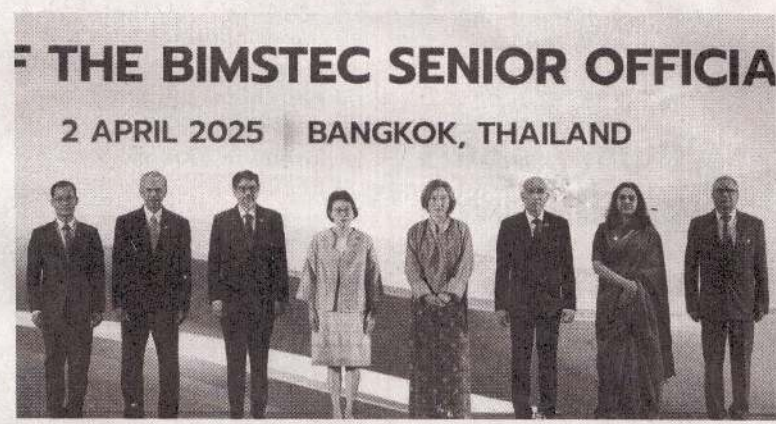 F THE BIMSTEC SENIOR OFFICIA
2 APRIL 2025 BANGKOK, THAILAND